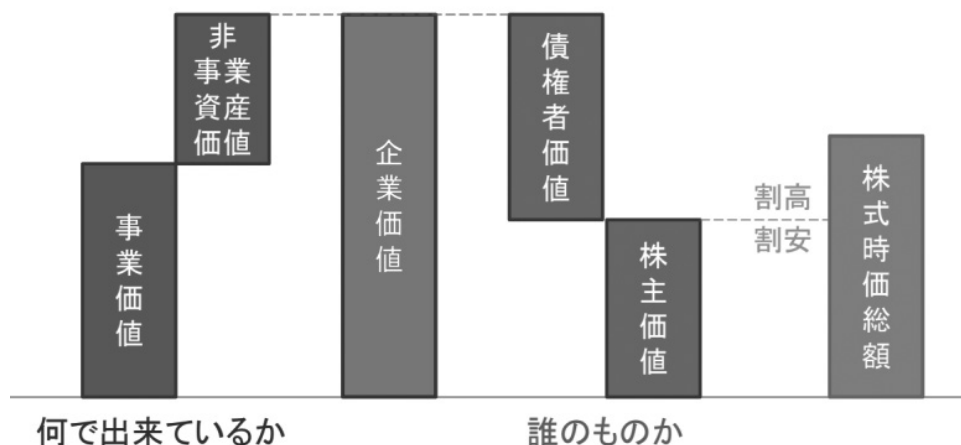 非
事業
資産
価値
事業価値
企業価値
債権者価値
株主価値
割高
割安
株式時価総額
何で出来ているか
誰のものか